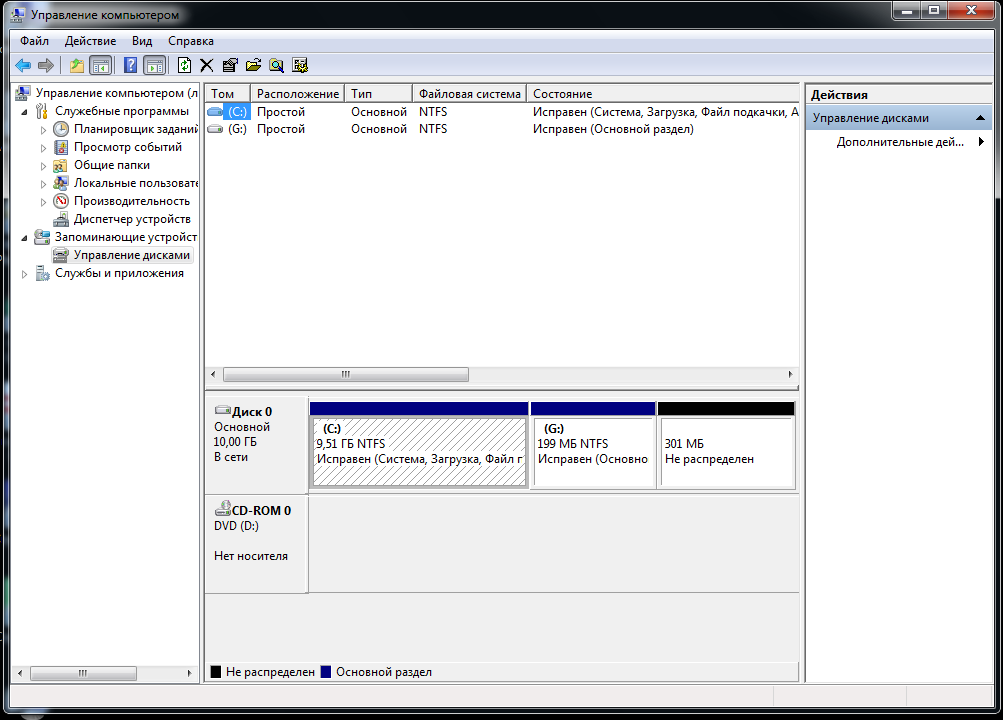 Управление компьютером
Файл Действие Вид Справка
Управление компьютером (л
Служебные программы
Планировщик заданий
Просмотр событий
Общие папки
Локальные пользовате
Производительность
Диспетчер устройств
Запоминающие устройст
Управление дисками
Службы и приложения
Том Расположение Тип Файловая система Состояние
(C:) Простой Основной NTFS Исправен (Система, Загрузка, Файл подкачки, А
(G:) Простой Основной NTFS Исправен (Основной раздел)
Действия
Управление дисками
Дополнительные дей...
Диск 0
Основной
10,00 ГБ
В сети
(C:)
9,51 ГБ NTFS
Исправен (Система, Загрузка, Файл г
(G:)
199 МБ NTFS
Исправен (Основно
301 МБ
Не распределен
CD-ROM 0
DVD (D:)
Нет носителя
Не распределен Основной раздел